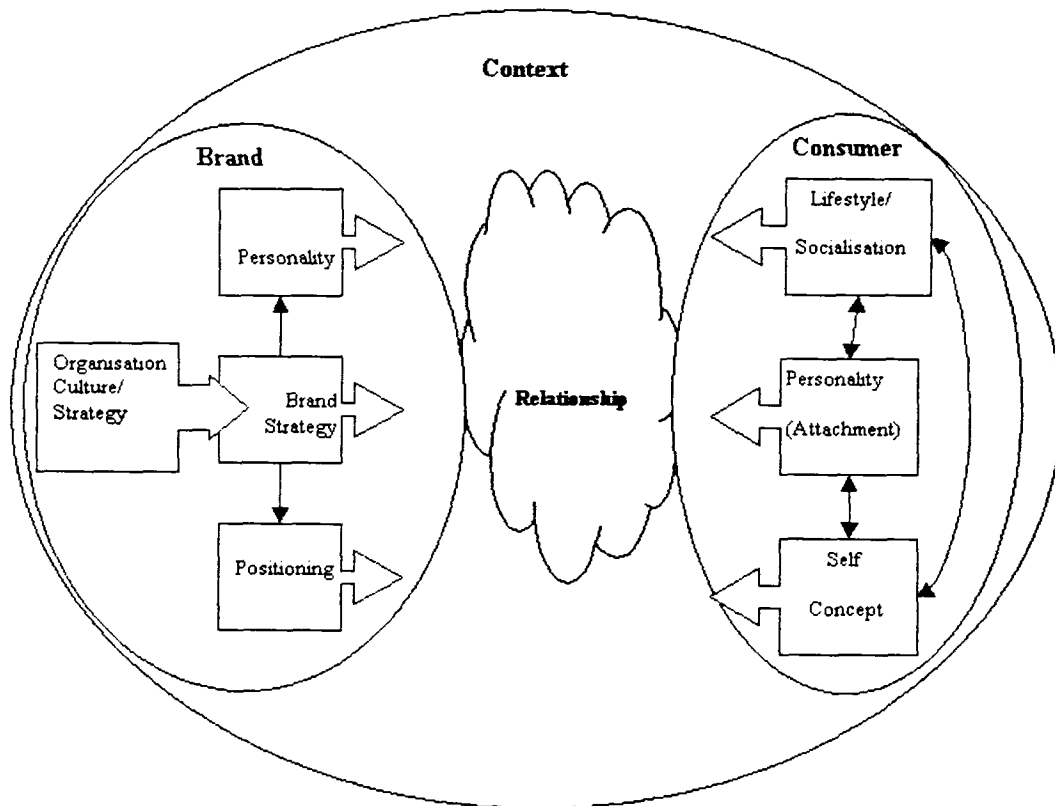 Context
Brand
Personality
Organisation
Culture/
Strategy
Brand
Strategy
Positioning
Relationship
Consumer
Lifestyle/
Socialisation
Personality
(Attachment)
Self
Concept